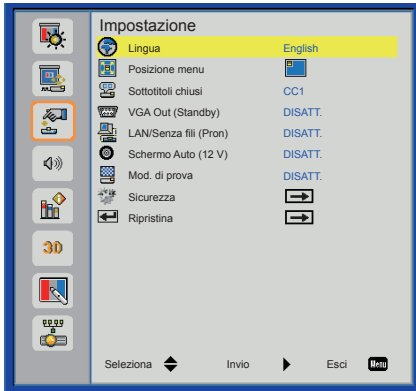 Impostazione
Lingua English
Posizione menu
Sottotitoli chiusi CC1
VGA Out (Standby) DISATT.
LAN/Senza fili (Pron) DISATT.
Schermo Auto (12 V) DISATT.
Mod. di prova DISATT.
Sicurezza
Ripristina
3D
Seleziona Invio Esci Menu